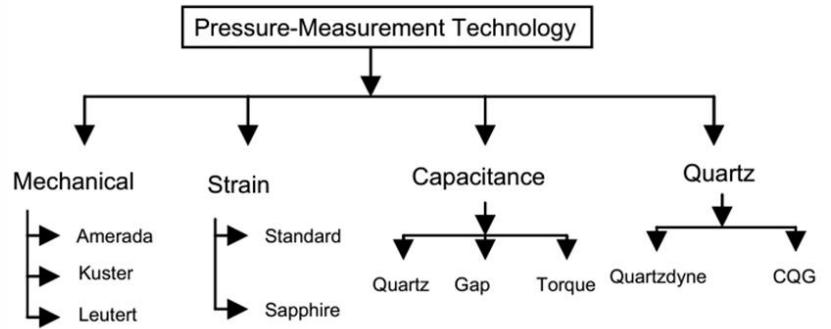 Pressure-Measurement Technology
Mechanical
Strain
Capacitance
Quartz
Amerada
Kuster
Leutert
Standard
Sapphire
Quartz
Gap
Torque
Quartzdyne
CQG